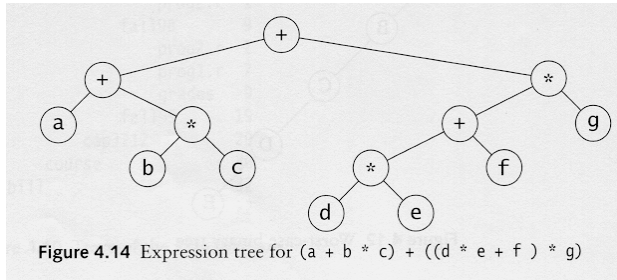 +
+ *
a * + g
b c * f
d e
Figure 4.14 Expression tree for (a + b * c) + ((d * e + f ) * g)